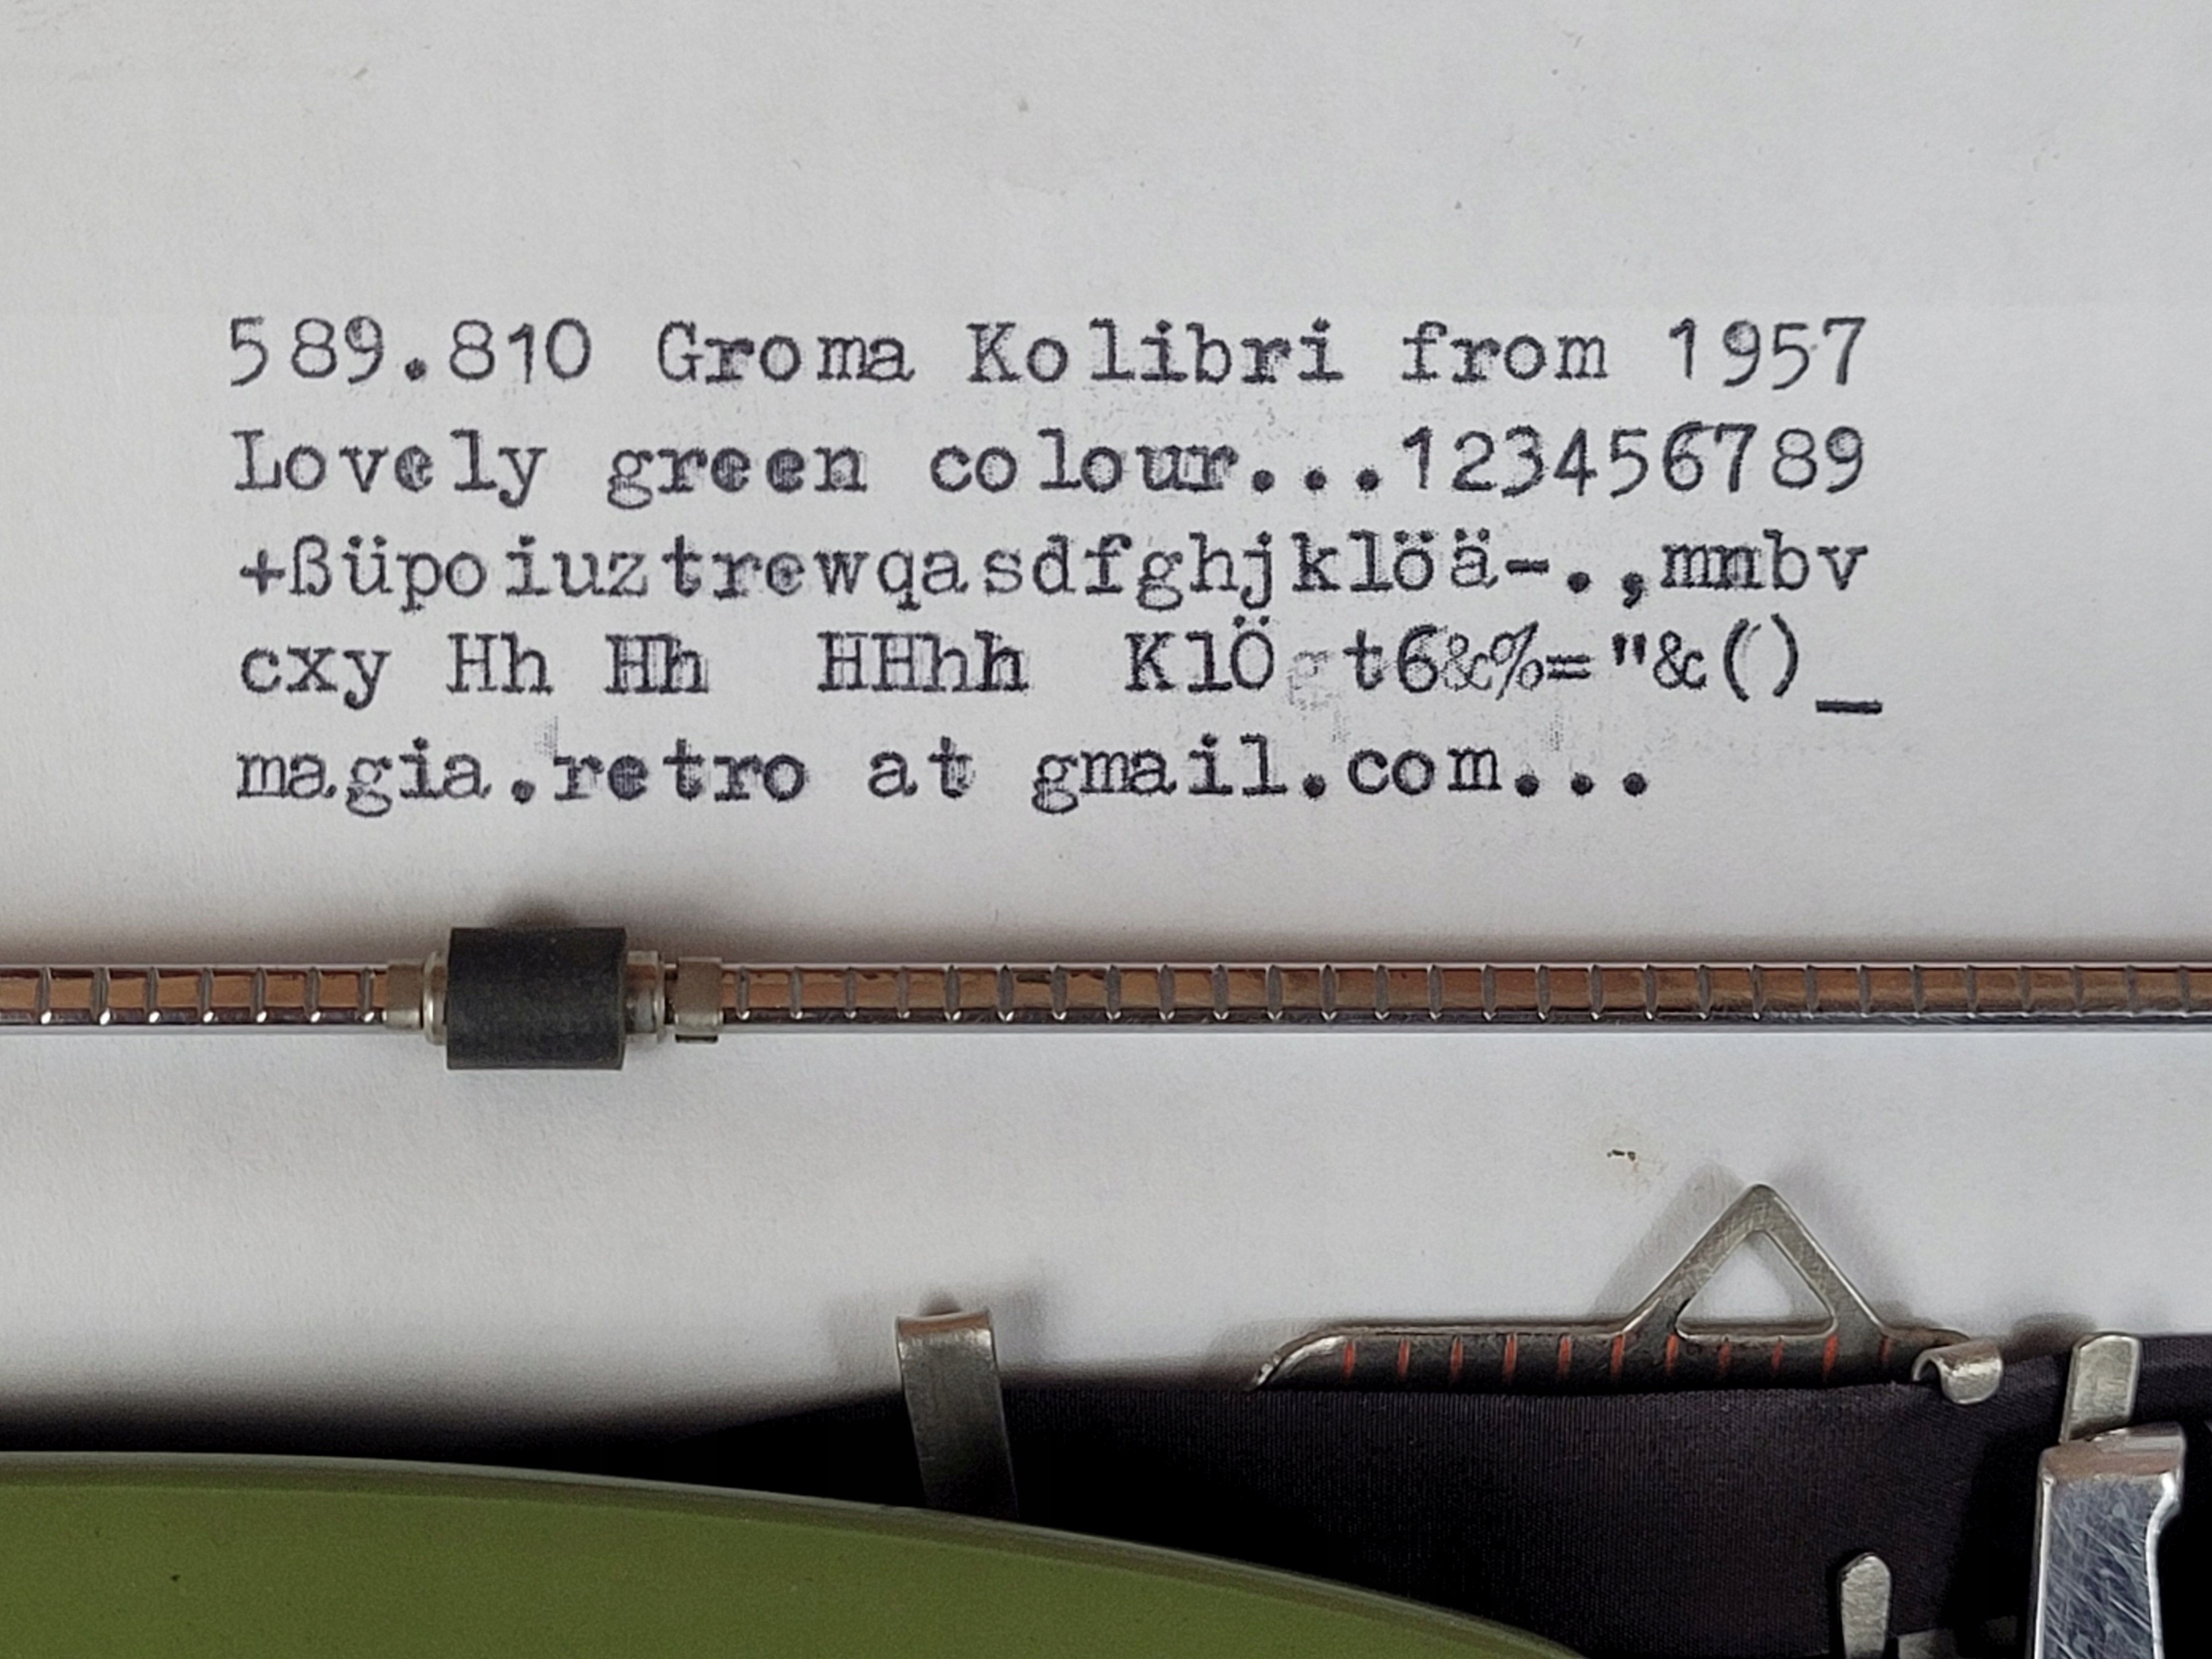 589.810 Groma Kolibri from 1957
Lovely green colour...123456789
+ßüpoiuztrewqasdfghjklöä-.,mnbv
cxy Hh Hh  HHhh  KlÖ t6&%="&()_
magia.retro at gmail.com...